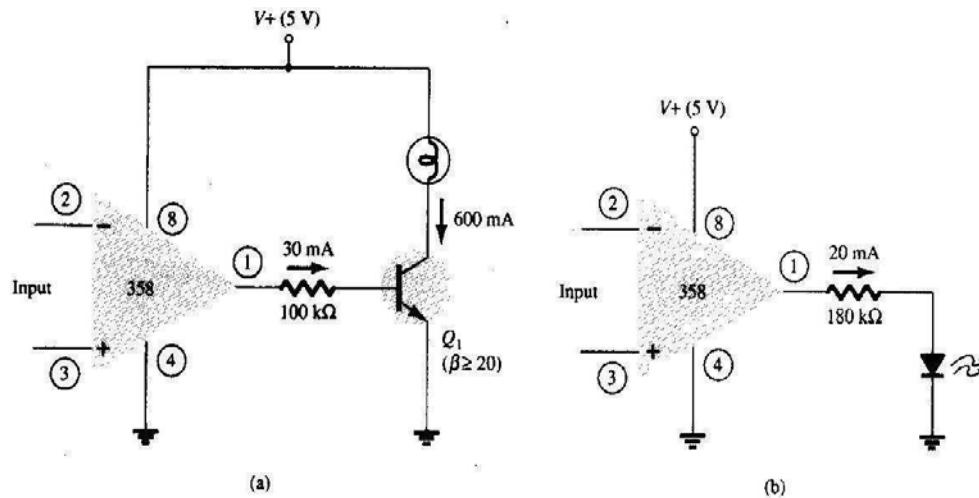 V+ (5 V)
2
−
8
1
30 mA
600 mA
Input
358
100 kΩ
3
+
4
Q1
(β ≥ 20)
(a)
V+ (5 V)
2
−
8
1
20 mA
Input
358
180 kΩ
3
+
4
(b)